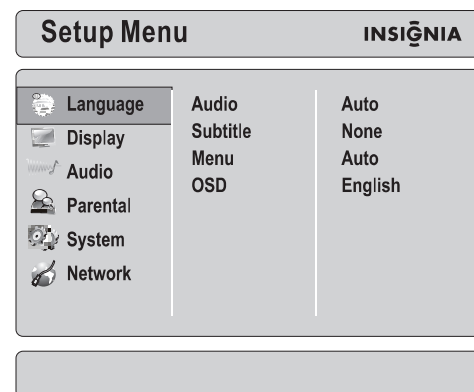 Setup Menu
INSIGNIA
Language
Display
Audio
Parental
System
Network
Audio
Subtitle
Menu
OSD
Auto
None
Auto
English